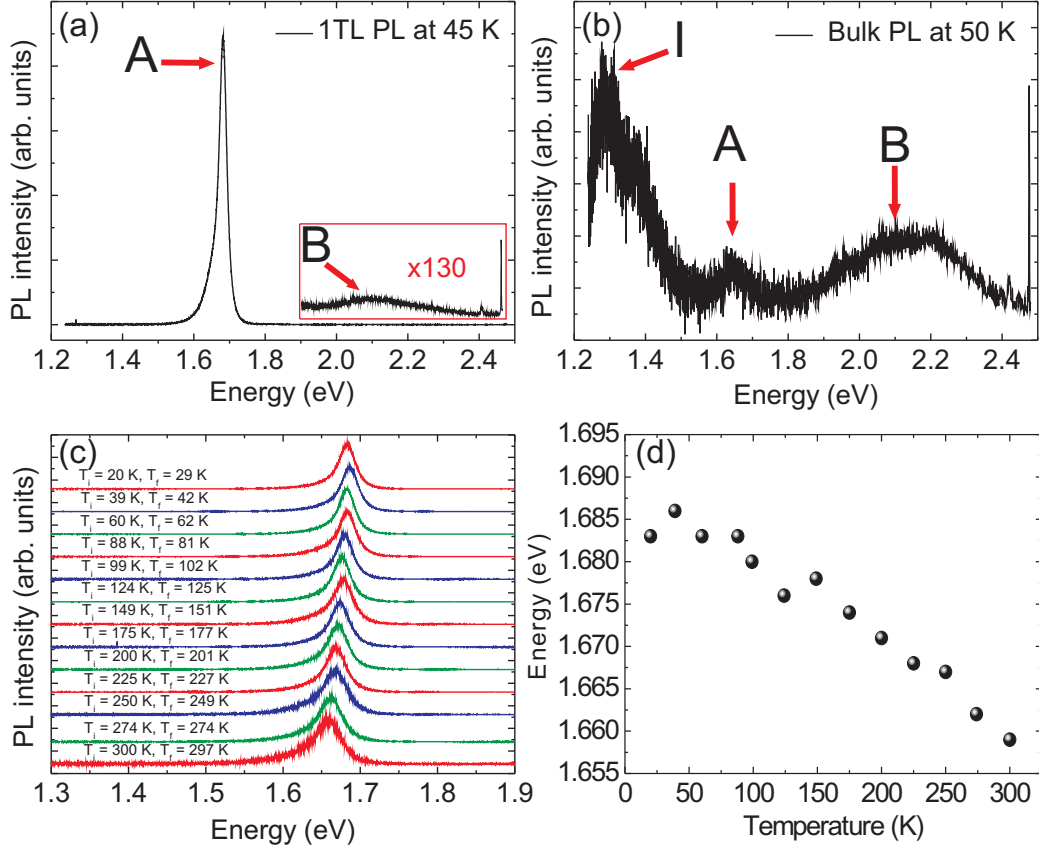 (a)
1TL PL at 45 K
A
B
x130
PL intensity (arb. units)
1.2 1.4 1.6 1.8 2.0 2.2 2.4
Energy (eV)
(b)
Bulk PL at 50 K
I
A
B
PL intensity (arb. units)
1.2 1.4 1.6 1.8 2.0 2.2 2.4
Energy (eV)
(c)
T_i = 20 K, T_f = 29 K
T_i = 39 K, T_f = 42 K
T_i = 60 K, T_f = 62 K
T_i = 88 K, T_f = 81 K
T_i = 99 K, T_f = 102 K
T_i = 124 K, T_f = 125 K
T_i = 149 K, T_f = 151 K
T_i = 175 K, T_f = 177 K
T_i = 200 K, T_f = 201 K
T_i = 225 K, T_f = 227 K
T_i = 250 K, T_f = 249 K
T_i = 274 K, T_f = 274 K
T_i = 300 K, T_f = 297 K
PL intensity (arb. units)
1.3 1.4 1.5 1.6 1.7 1.8 1.9
Energy (eV)
(d)
1.695
1.690
1.685
1.680
1.675
1.670
1.665
1.660
1.655
Energy (eV)
0 50 100 150 200 250 300
Temperature (K)